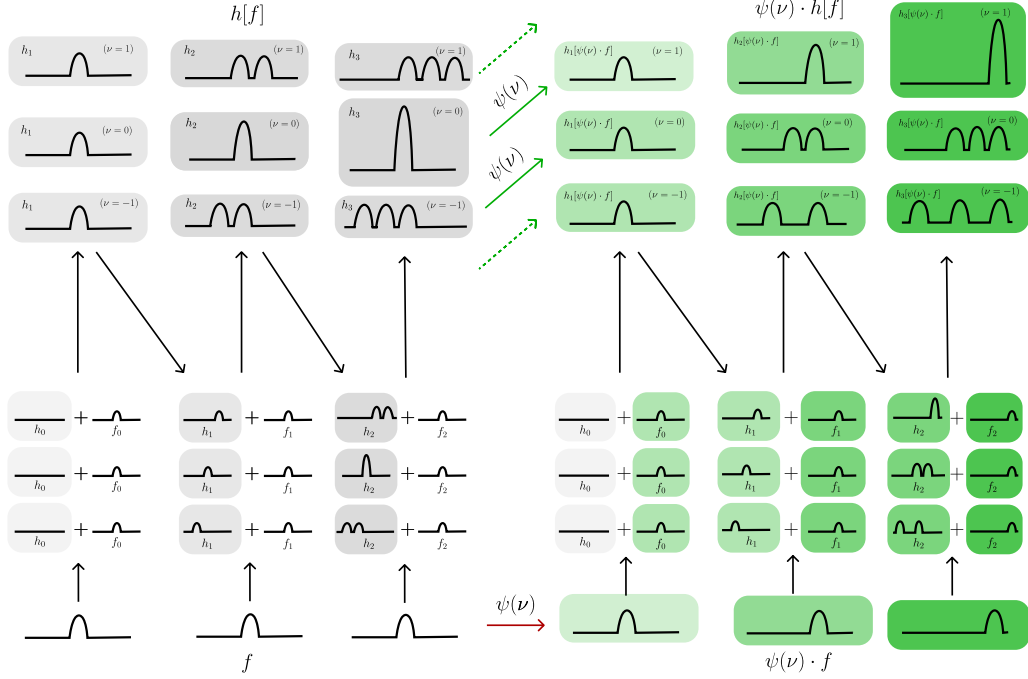 h[f]
ψ(ν) · h[f]
h₁ (ν = 1)
h₂ (ν = 1)
h₃ (ν = 1)
h₁[ψ(ν) · f] (ν = 1)
h₂[ψ(ν) · f] (ν = 1)
h₃[ψ(ν) · f] (ν = 1)
ψ(ν)
h₁ (ν = 0)
h₂ (ν = 0)
h₃ (ν = 0)
h₁[ψ(ν) · f] (ν = 0)
h₂[ψ(ν) · f] (ν = 0)
h₃[ψ(ν) · f] (ν = 0)
ψ(ν)
h₁ (ν = −1)
h₂ (ν = −1)
h₃ (ν = −1)
h₁[ψ(ν) · f] (ν = −1)
h₂[ψ(ν) · f] (ν = −1)
h₃[ψ(ν) · f] (ν = −1)
h₀ + f₀
h₁ + f₁
h₂ + f₂
h₀ + f₀
h₁ + f₁
h₂ + f₂
h₀ + f₀
h₁ + f₁
h₂ + f₂
h₀ + f₀
h₁ + f₁
h₂ + f₂
h₀ + f₀
h₁ + f₁
h₂ + f₂
h₀ + f₀
h₁ + f₁
h₂ + f₂
ψ(ν)
f
ψ(ν) · f